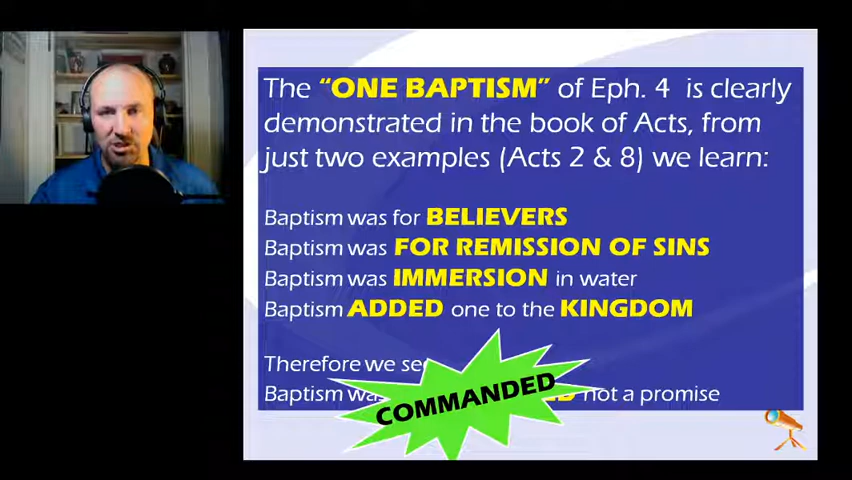 The “ONE BAPTISM” of Eph. 4 is clearly
demonstrated in the book of Acts, from
just two examples (Acts 2 & 8) we learn:
Baptism was for BELIEVERS
Baptism was FOR REMISSION OF SINS
Baptism was IMMERSION in water
Baptism ADDED one to the KINGDOM
Therefore we see
Baptism was not a promise
COMMANDED